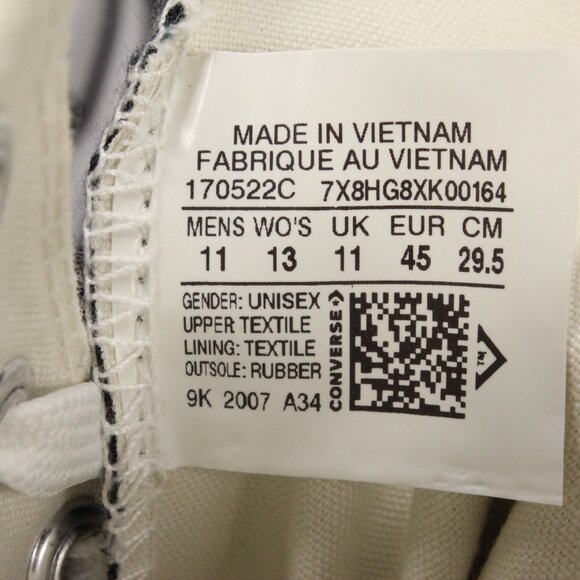 MADE IN VIETNAM
FABRIQUE AU VIETNAM
170522C 7X8HG8XK00164
MENS WO'S UK EUR CM
11 13 11 45 29.5
GENDER: UNISEX
UPPER TEXTILE
LINING: TEXTILE
OUTSOLE: RUBBER
9K 2007 A34
CONVERSE